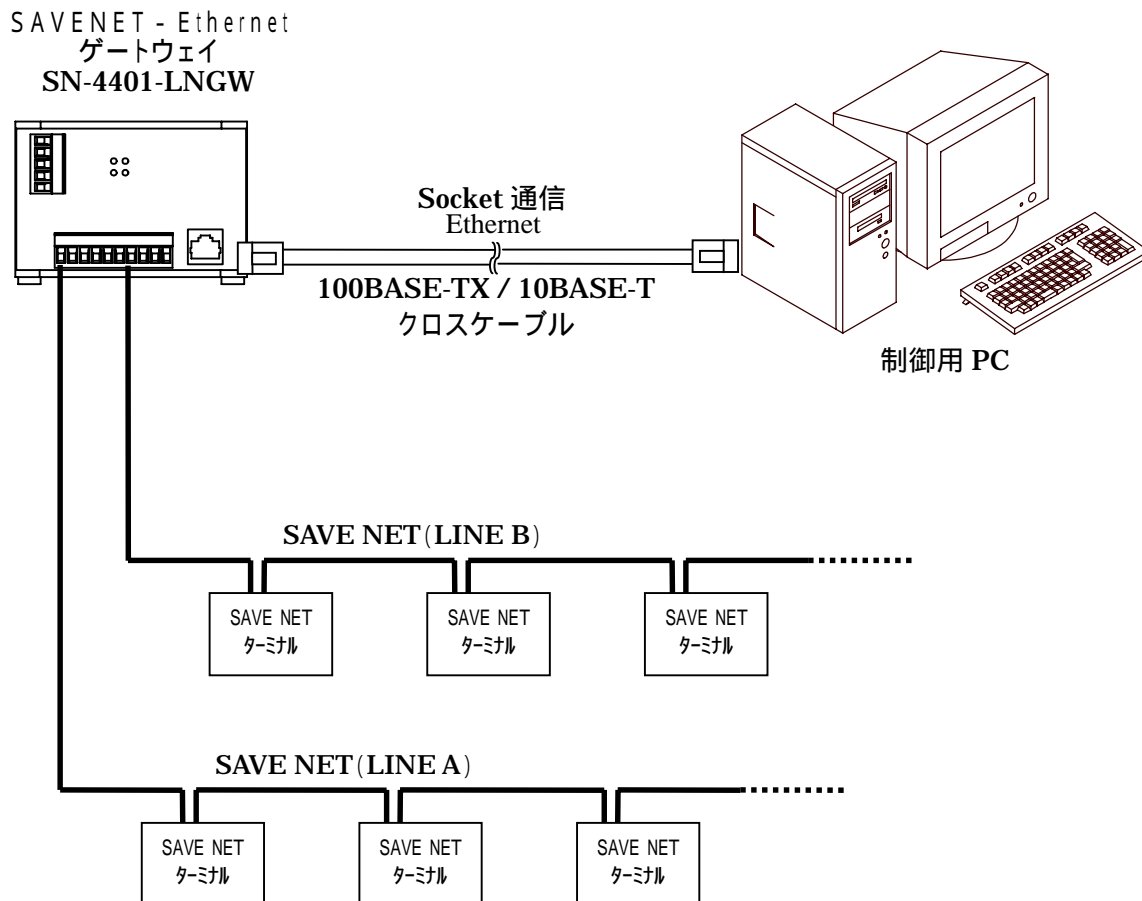 SAVENET - Ethernet
ゲートウェイ
SN-4401-LNGW
Socket 通信
Ethernet
100BASE-TX / 10BASE-T
クロスケーブル
制御用 PC
SAVE NET(LINE B)
SAVE NET
ターミナル
SAVE NET
ターミナル
SAVE NET
ターミナル
SAVE NET(LINE A)
SAVE NET
ターミナル
SAVE NET
ターミナル
SAVE NET
ターミナル